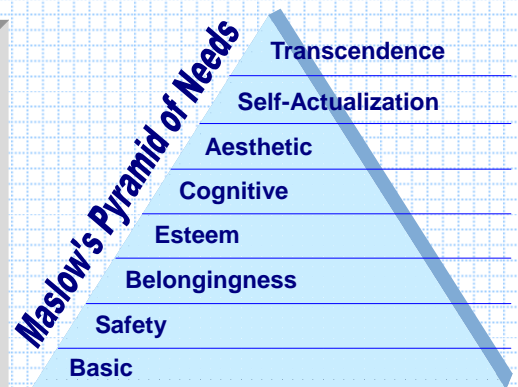 Maslow's Pyramid of Needs
Transcendence
Self-Actualization
Aesthetic
Cognitive
Esteem
Belongingness
Safety
Basic